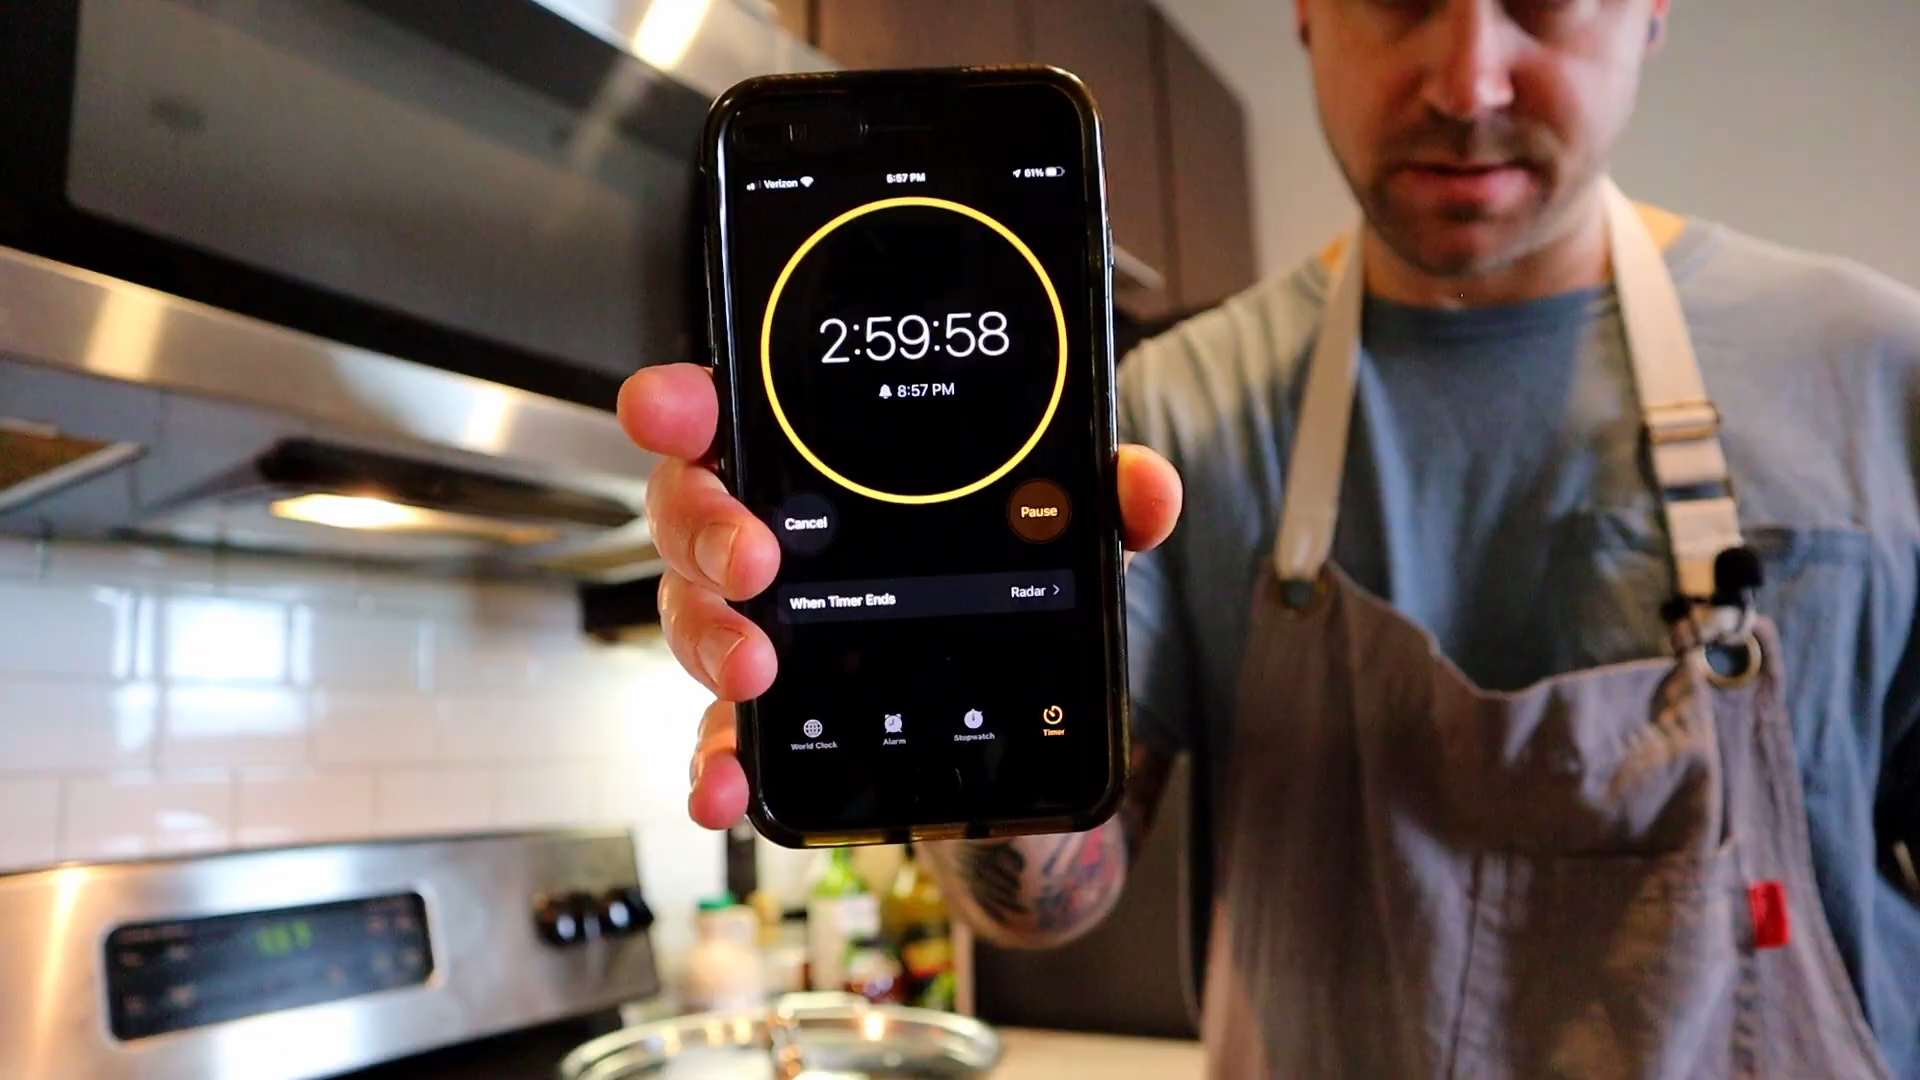 Verizon 5:57 PM 61%
2:59:58
8:57 PM
Cancel Pause
When Timer Ends Radar
World Clock Alarm Stopwatch Timer